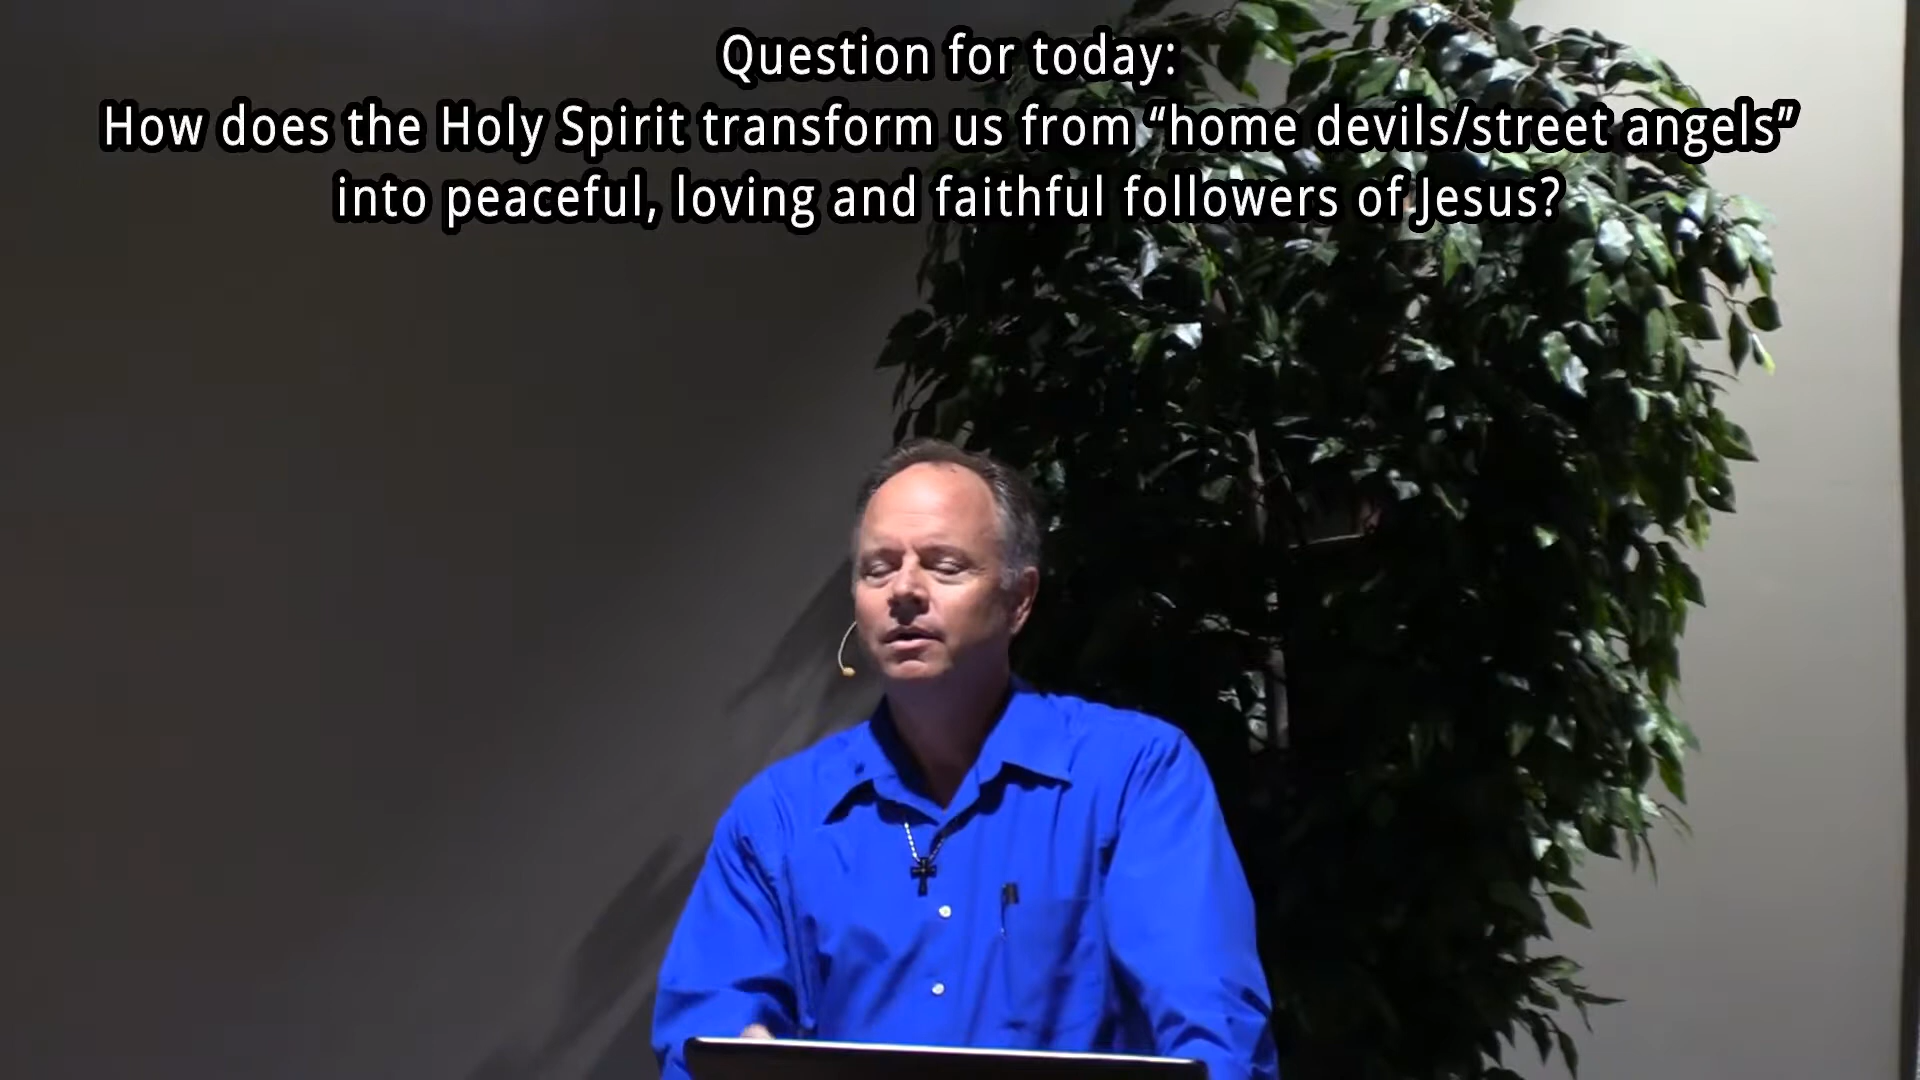 Question for today:
How does the Holy Spirit transform us from “home devils/street angels”
into peaceful, loving and faithful followers of Jesus?